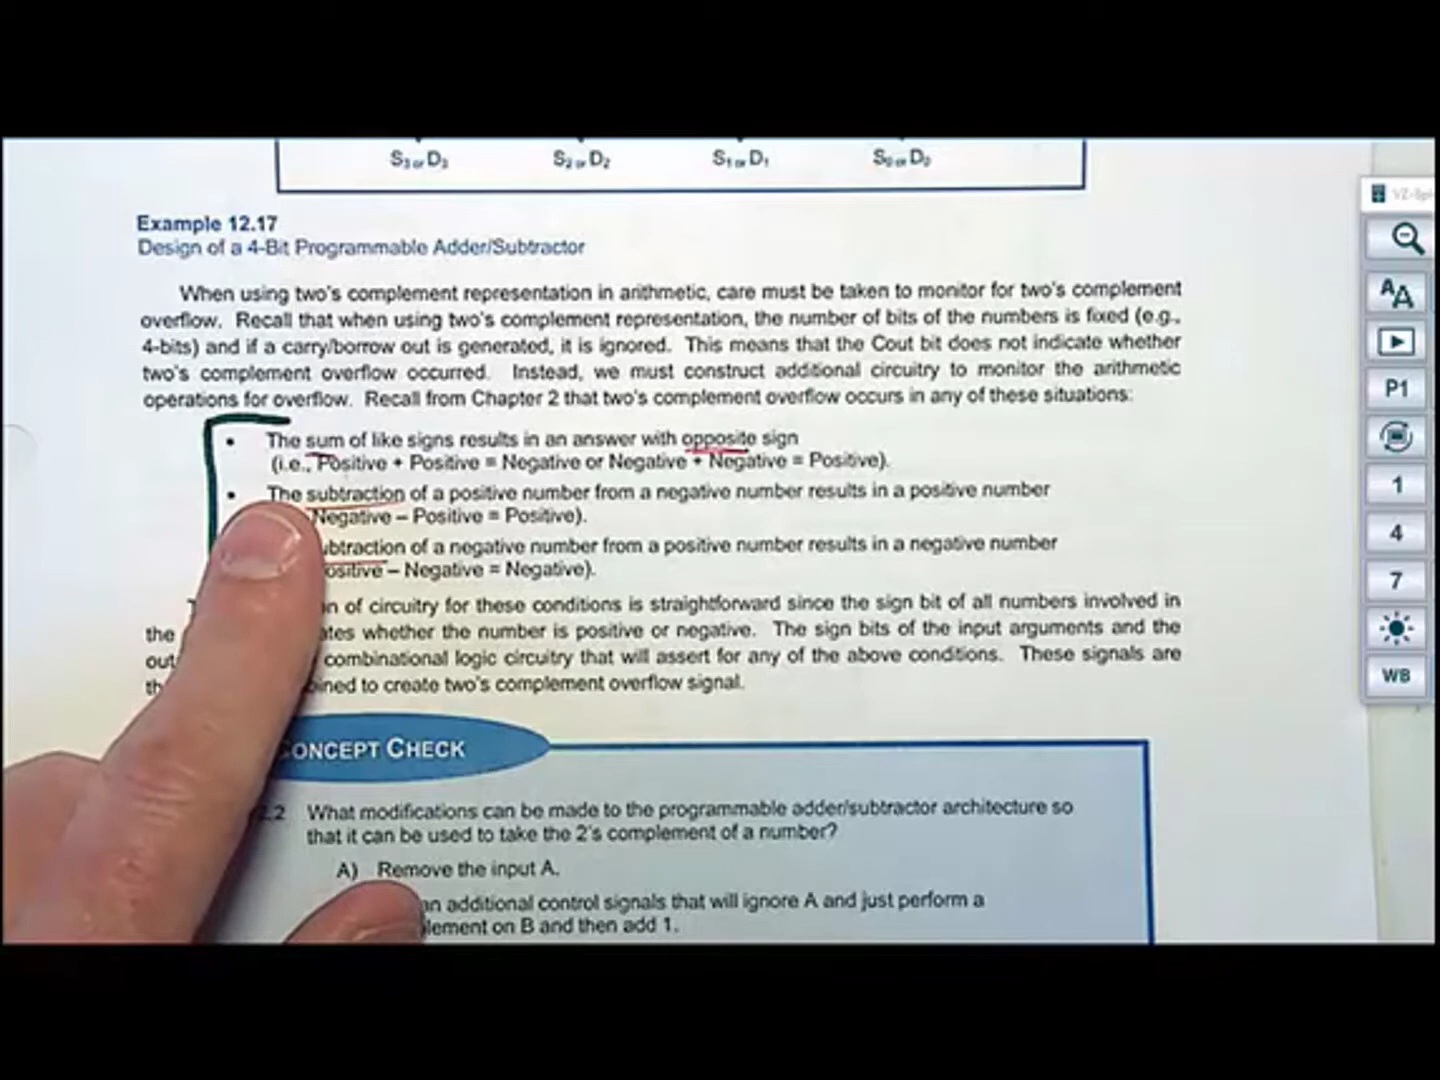 S3 or D3 S2 or D2 S1 or D1 S0 or D0
Example 12.17
Design of a 4-Bit Programmable Adder/Subtractor
When using two's complement representation in arithmetic, care must be taken to monitor for two's complement
overflow. Recall that when using two's complement representation, the number of bits of the numbers is fixed (e.g.,
4-bits) and if a carry/borrow out is generated, it is ignored. This means that the Cout bit does not indicate whether
two's complement overflow occurred. Instead, we must construct additional circuitry to monitor the arithmetic
operations for overflow. Recall from Chapter 2 that two's complement overflow occurs in any of these situations:
• The sum of like signs results in an answer with opposite sign
(i.e., Positive + Positive = Negative or Negative + Negative = Positive).
• The subtraction of a positive number from a negative number results in a positive number
Negative – Positive = Positive).
ubtraction of a negative number from a positive number results in a negative number
ositive – Negative = Negative).
n of circuitry for these conditions is straightforward since the sign bit of all numbers involved in
the ates whether the number is positive or negative. The sign bits of the input arguments and the
out combinational logic circuitry that will assert for any of the above conditions. These signals are
th ined to create two's complement overflow signal.
ONCEPT CHECK
.2 What modifications can be made to the programmable adder/subtractor architecture so
that it can be used to take the 2's complement of a number?
A) Remove the input A.
an additional control signals that will ignore A and just perform a
lement on B and then add 1.
VZ-
AA
P1
1
4
7
WB